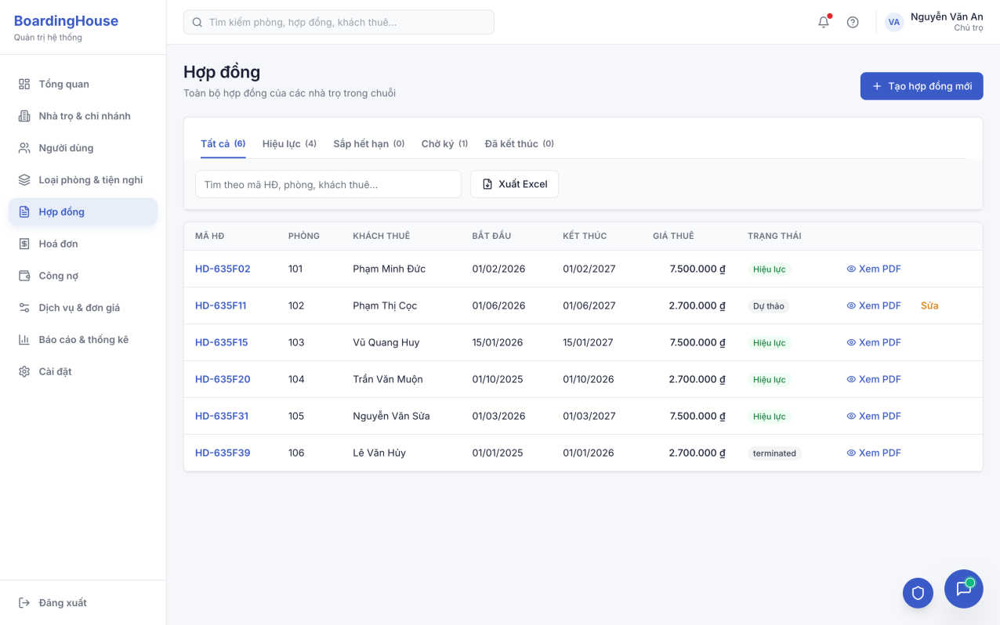 BoardingHouse
Quản trị hệ thống
Tìm kiếm phòng, hợp đồng, khách thuê...
VA
Nguyễn Văn An
Chủ trọ
Tổng quan
Nhà trọ & chi nhánh
Người dùng
Loại phòng & tiện nghi
Hợp đồng
Hoá đơn
Công nợ
Dịch vụ & đơn giá
Báo cáo & thống kê
Cài đặt
Đăng xuất
Hợp đồng
Toàn bộ hợp đồng của các nhà trọ trong chuỗi
Tạo hợp đồng mới
Tất cả (6) Hiệu lực (4) Sắp hết hạn (0) Chờ ký (1) Đã kết thúc (0)
Tìm theo mã HĐ, phòng, khách thuê... Xuất Excel
MÃ HĐ PHÒNG KHÁCH THUÊ BẮT ĐẦU KẾT THÚC GIÁ THUÊ TRẠNG THÁI
HD-635F02 101 Phạm Minh Đức 01/02/2026 01/02/2027 7.500.000 ₫ Hiệu lực Xem PDF
HD-635F11 102 Phạm Thị Cọc 01/06/2026 01/06/2027 2.700.000 ₫ Dự thảo Xem PDF Sửa
HD-635F15 103 Vũ Quang Huy 15/01/2026 15/01/2027 7.500.000 ₫ Hiệu lực Xem PDF
HD-635F20 104 Trần Văn Muộn 01/10/2025 01/10/2026 2.700.000 ₫ Hiệu lực Xem PDF
HD-635F31 105 Nguyễn Văn Sửa 01/03/2026 01/03/2027 7.500.000 ₫ Hiệu lực Xem PDF
HD-635F39 106 Lê Văn Hủy 01/01/2025 01/01/2026 2.700.000 ₫ terminated Xem PDF